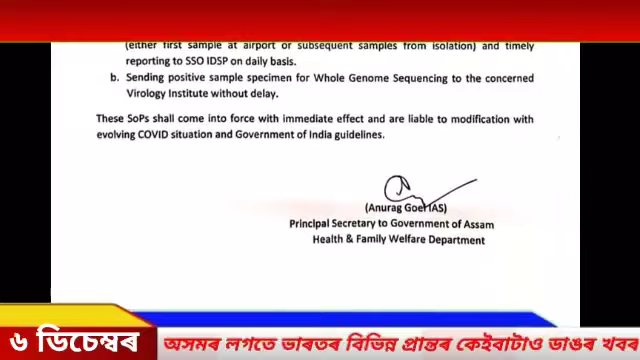 (either first sample at airport or subsequent samples from isolation) and timely
reporting to SSO IDSP on daily basis.
b. Sending positive sample specimen for Whole Genome Sequencing to the concerned
Virology Institute without delay.
These SoPs shall come into force with immediate effect and are liable to modification with
evolving COVID situation and Government of India guidelines.
(Anurag Goel IAS)
Principal Secretary to Government of Assam
Health & Family Welfare Department
৬ ডিচেম্বৰ
অসমৰ লগতে ভাৰতৰ বিভিন্ন প্ৰান্তৰ কেইবাটাও ডাঙৰ খবৰ